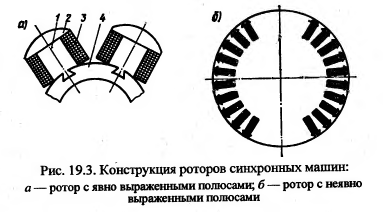 а) 1 2 3 4 б)
Рис. 19.3. Конструкция роторов синхронных машин:
а — ротор с явно выраженными полюсами; б — ротор с неявно
выраженными полюсами